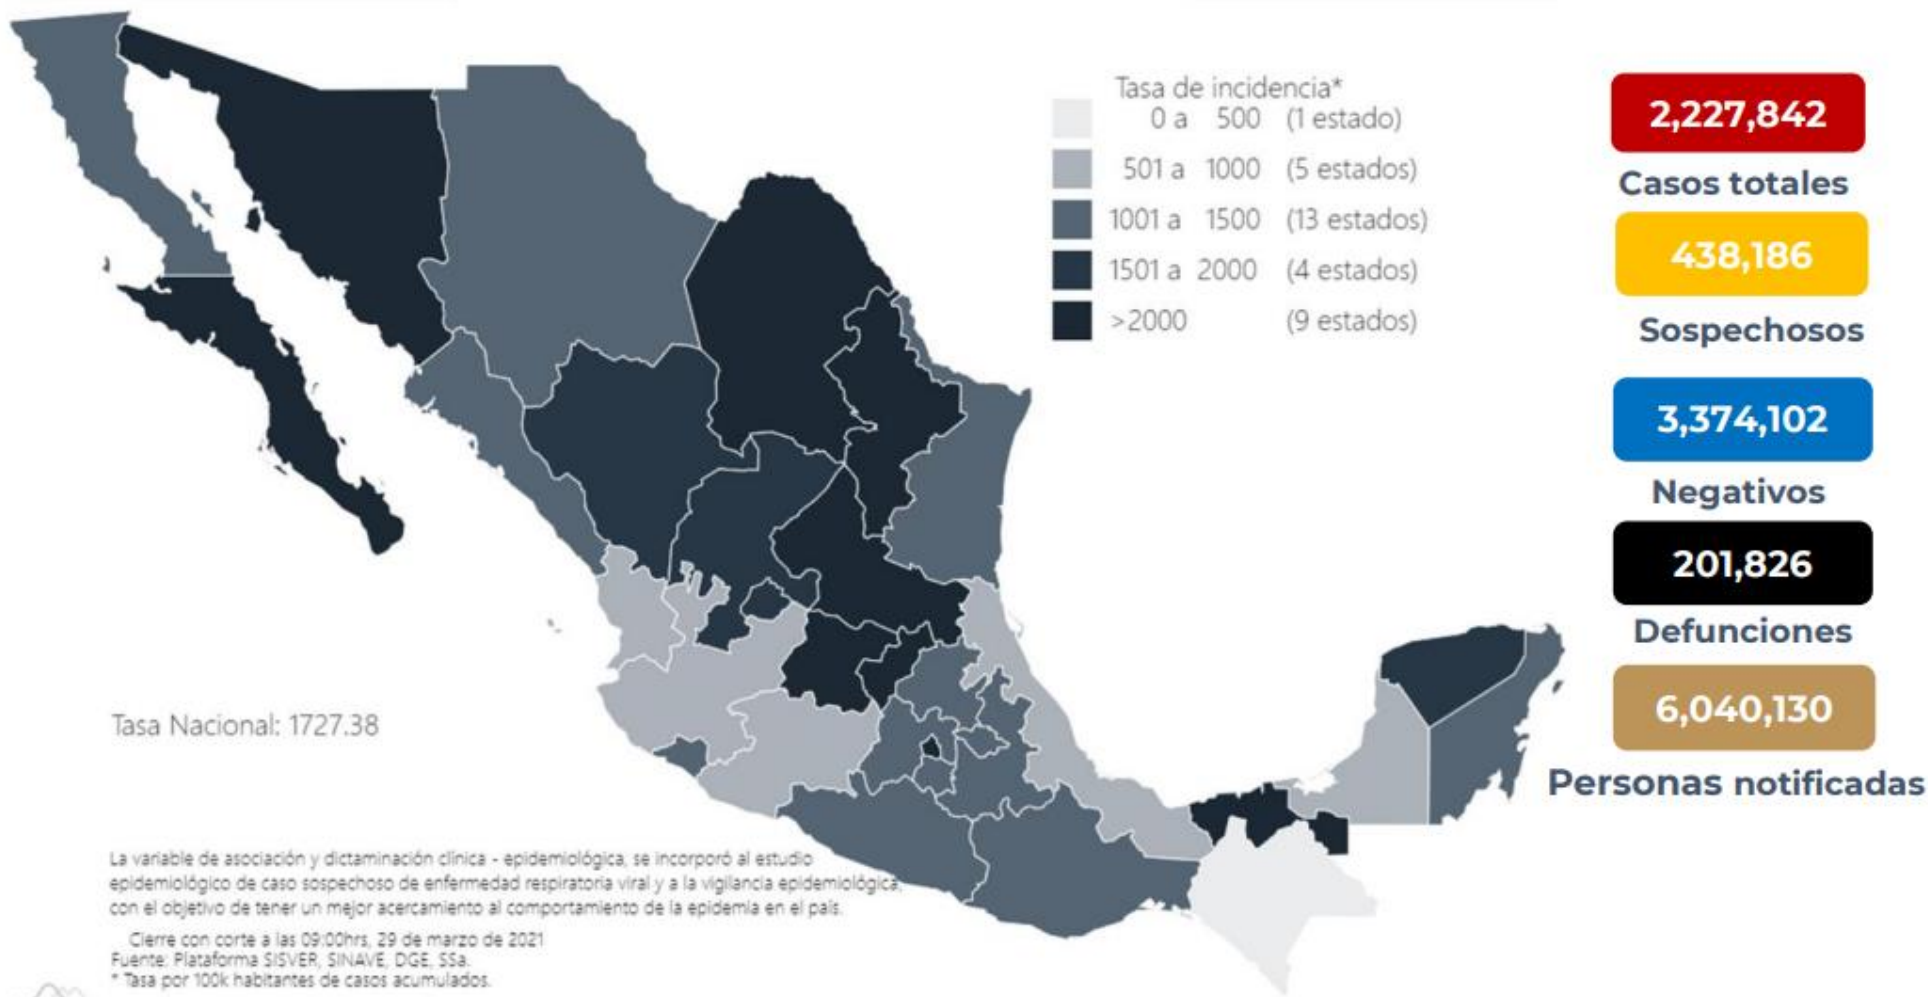 Tasa de incidencia*
0 a 500 (1 estado)
501 a 1000 (5 estados)
1001 a 1500 (13 estados)
1501 a 2000 (4 estados)
>2000 (9 estados)
2,227,842
Casos totales
438,186
Sospechosos
3,374,102
Negativos
201,826
Defunciones
6,040,130
Personas notificadas
Tasa Nacional: 1727.38
La variable de asociación y dictaminación clínica - epidemiológica, se incorporó al estudio
epidemiológico de caso sospechoso de enfermedad respiratoria viral y a la vigilancia epidemiológica,
con el objetivo de tener un mejor acercamiento al comportamiento de la epidemia en el país.
Cierre con corte a las 09:00hrs, 29 de marzo de 2021
Fuente: Plataforma SISVER, SINAVE, DGE, SSa.
* Tasa por 100k habitantes de casos acumulados.